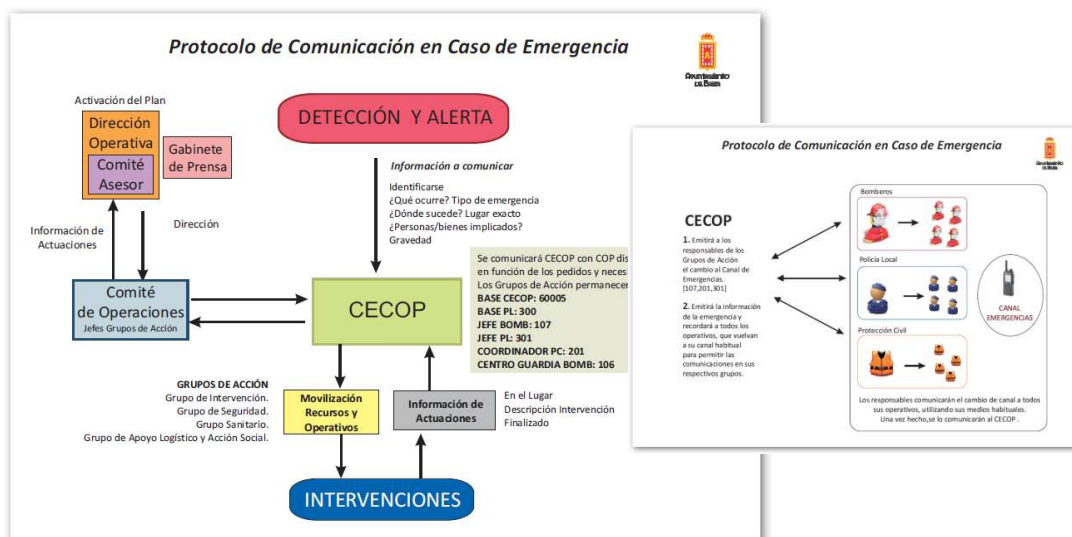 Protocolo de Comunicación en Caso de Emergencia
Ayuntamiento
Activación del Plan
Dirección
Operativa
Comité
Asesor
Gabinete
de Prensa
Información de
Actuaciones
Dirección
Comité
de Operaciones
Jefes Grupos de Acción
DETECCIÓN Y ALERTA
Información a comunicar
Identificarse
¿Qué ocurre? Tipo de emergencia
¿Dónde sucede? Lugar exacto
¿Personas/bienes implicados?
Gravedad
CECOP
Se comunicará CECOP con COP dis
en función de los pedidos y neces
Los Grupos de Acción permanecer
BASE CECOP: 60005
BASE PL: 300
JEFE BOMB: 107
JEFE PL: 301
COORDINADOR PC: 201
CENTRO GUARDIA BOMB: 106
GRUPOS DE ACCIÓN
Grupo de Intervención.
Grupo de Seguridad.
Grupo Sanitario.
Grupo de Apoyo Logístico y Acción Social.
Movilización
Recursos y
Operativos
Información de
Actuaciones
En el Lugar
Descripción Intervención
Finalizado
INTERVENCIONES
Protocolo de Comunicación en Caso de Emergencia
CECOP
1. Emitirá a los
responsables de los
Grupos de Acción
el cambio al Canal de
Emergencias.
[107,201,301]
2. Emitirá la información
de la emergencia y
recordará a todos los
operativos, que vuelvan
a su canal habitual
para permitir las
comunicaciones en sus
respectivos grupos.
Bomberos
Policía Local
Protección Civil
CANAL
EMERGENCIAS
Los responsables comunicarán el cambio de canal a todos
sus operativos, utilizando sus medios habituales.
Una vez hecho,se lo comunicarán al CECOP .